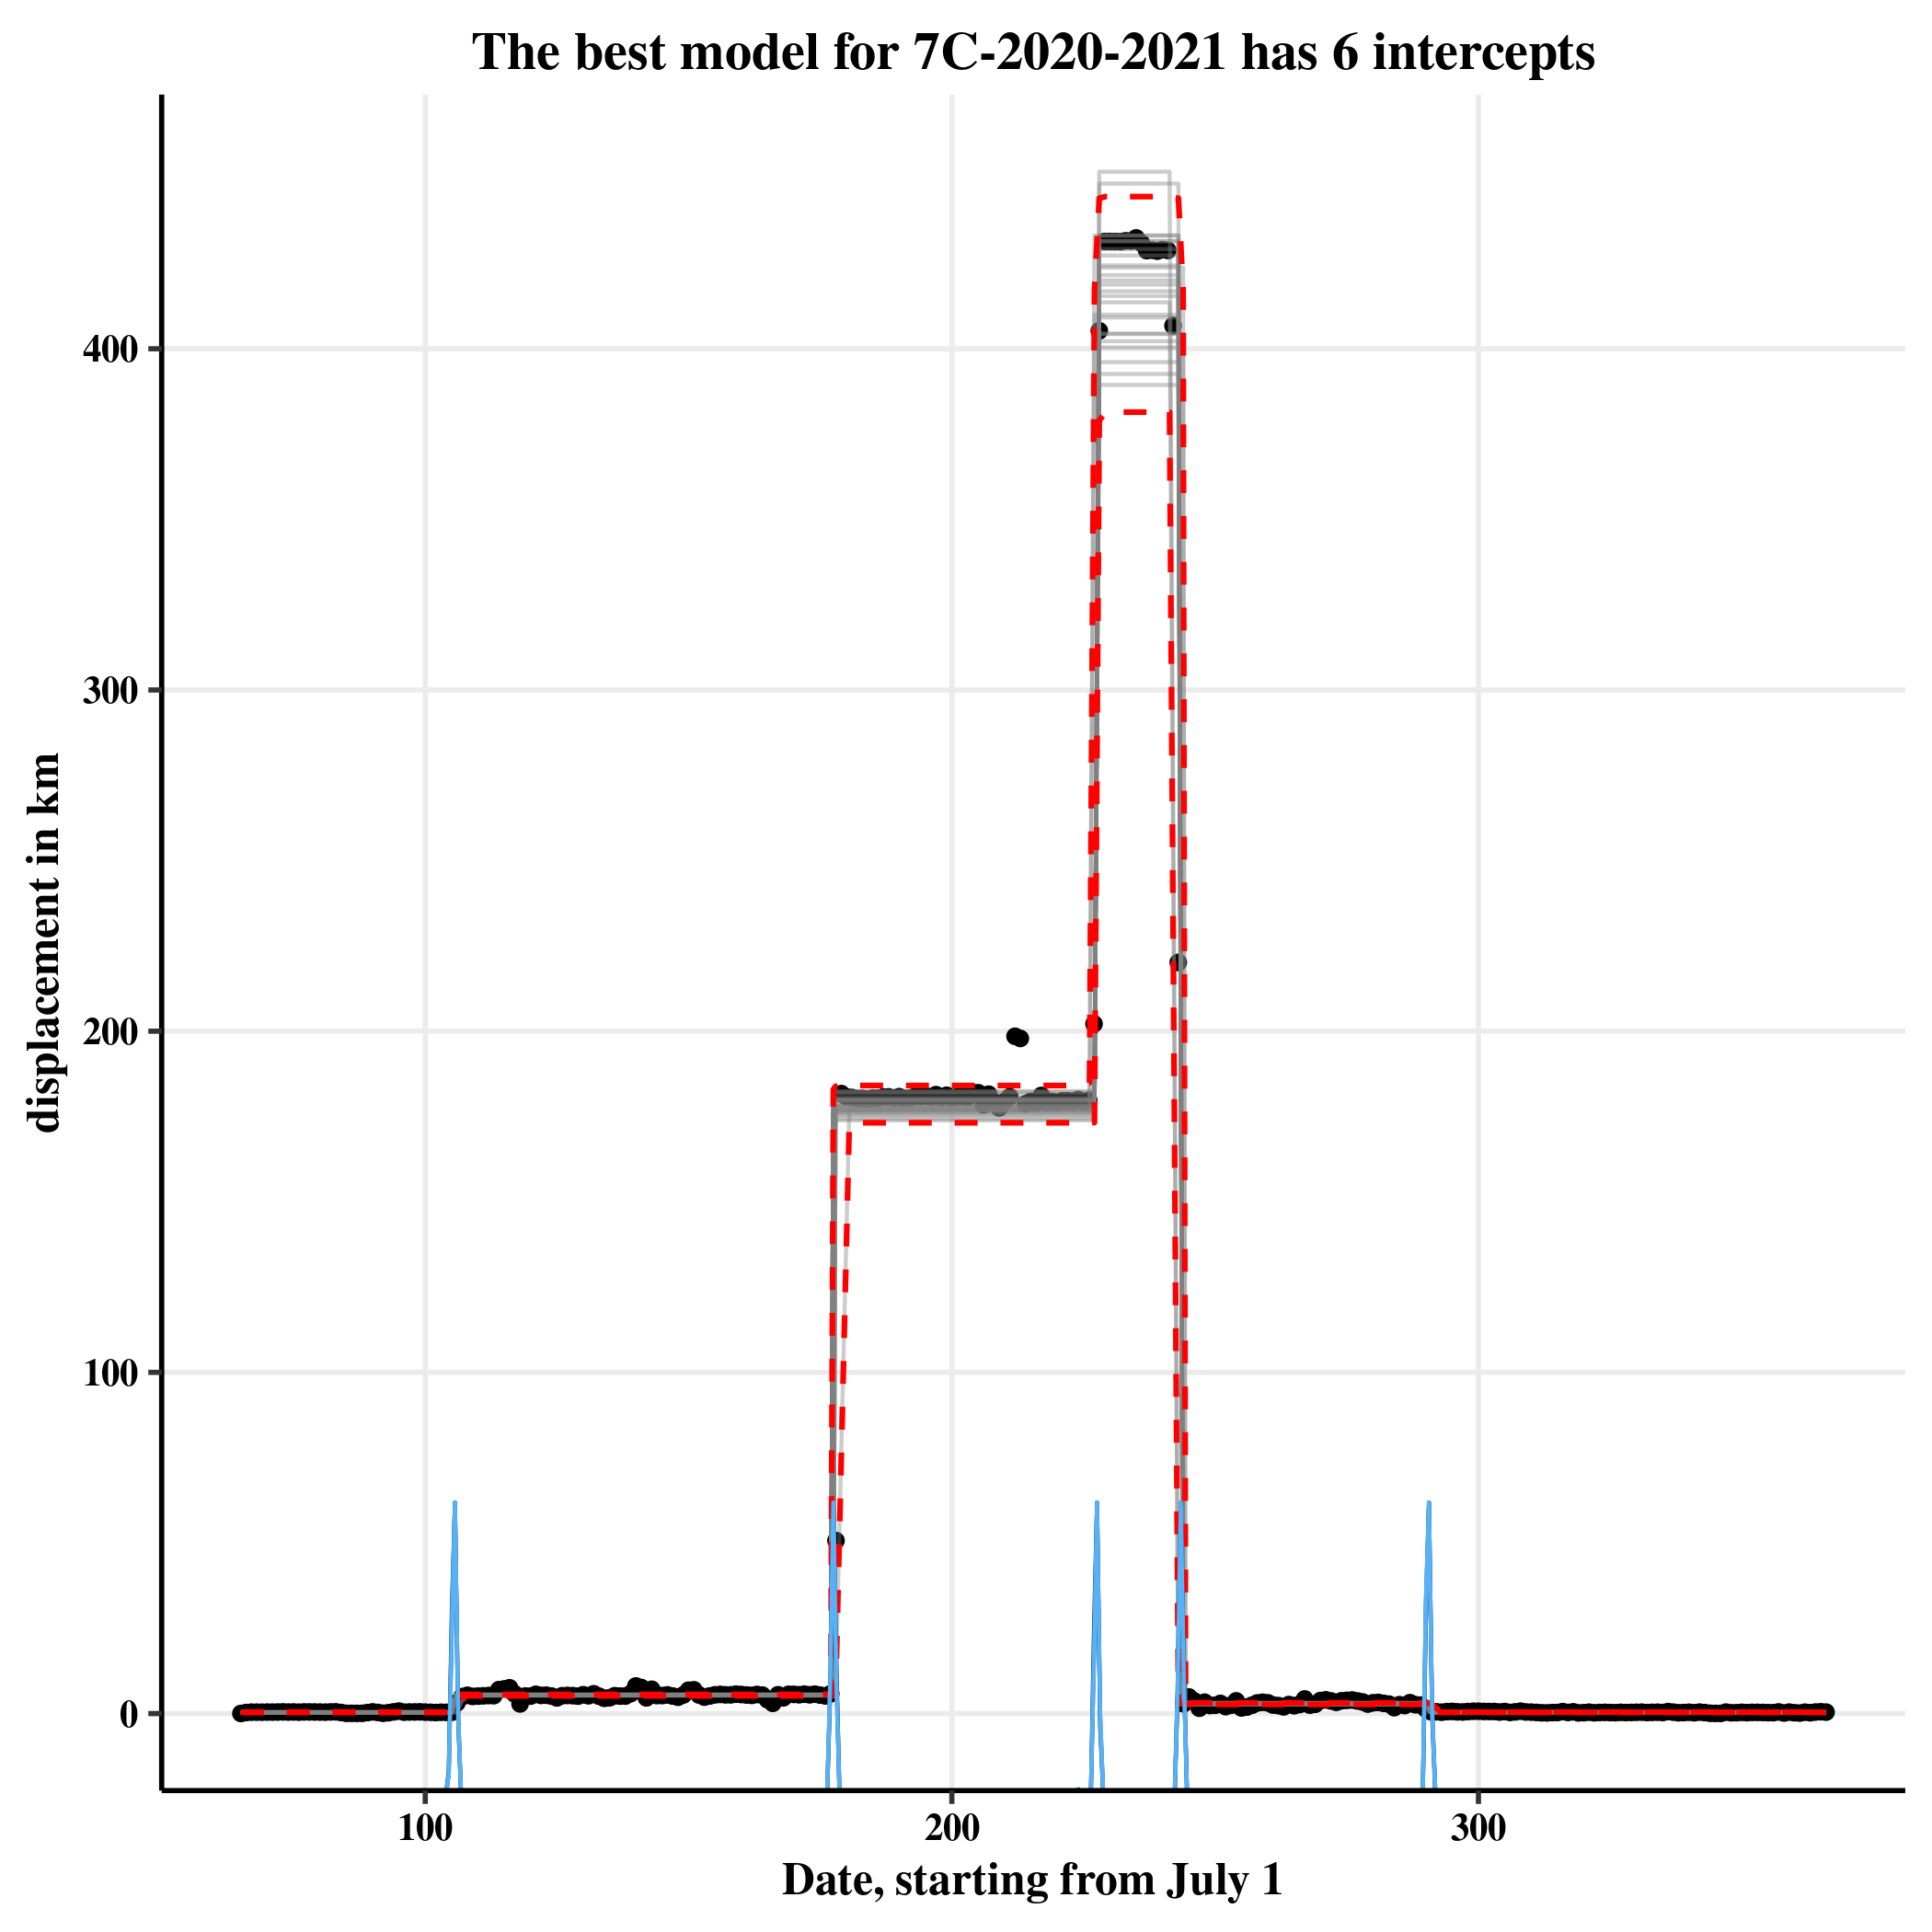 The best model for 7C-2020-2021 has 6 intercepts
displacement in km
400
300
200
100
0
100
200
300
Date, starting from July 1